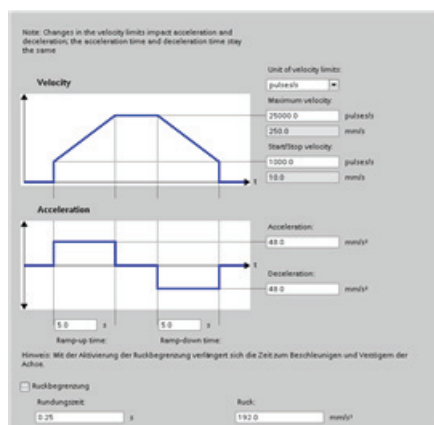 Note: Changes in the velocity limits impact acceleration and
deceleration; the acceleration time and deceleration time stay
the same
Unit of velocity limits:
Velocity
pulses/s
Maximum velocity:
25000.0 pulses/s
250.0 mm/s
Start/Stop velocity:
1000.0 pulses/s
10.0 mm/s
t
Acceleration
Acceleration:
48.0 mm/s²
t
Deceleration:
48.0 mm/s²
5.0 s 5.0 s
Ramp-up time: Ramp-down time:
Hinweis: Mit der Aktivierung der Ruckbegrenzung verlängert sich die Zeit zum Beschleunigen und Verzögern der
Achse.
Ruckbegrenzung
Rundungszeit: Ruck:
0.25 s 192.0 mm/s³